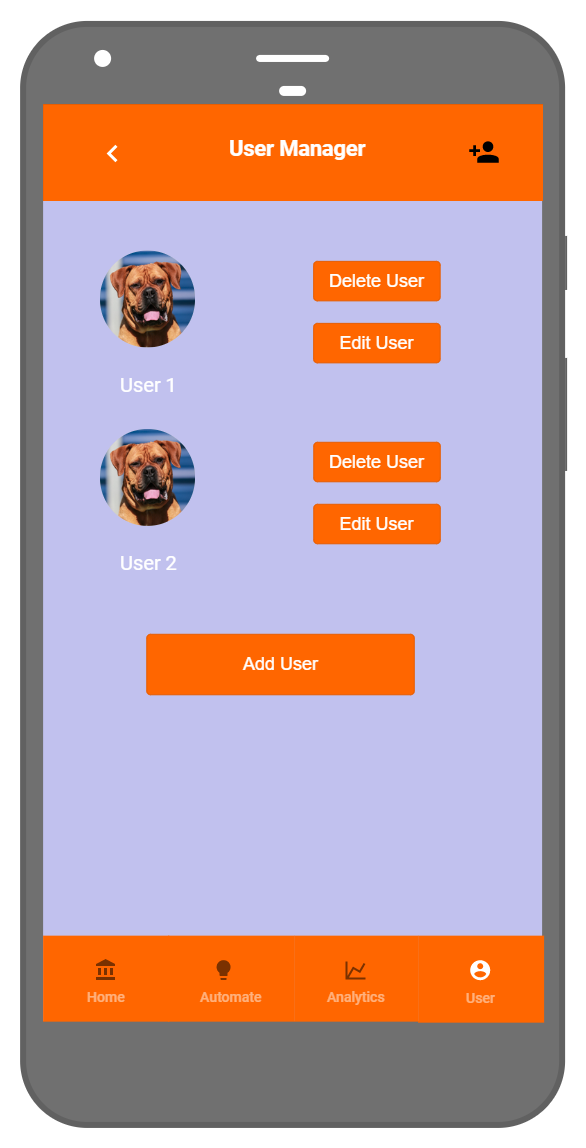 User Manager
Delete User
Edit User
User 1
Delete User
Edit User
User 2
Add User
Home
Automate
Analytics
User